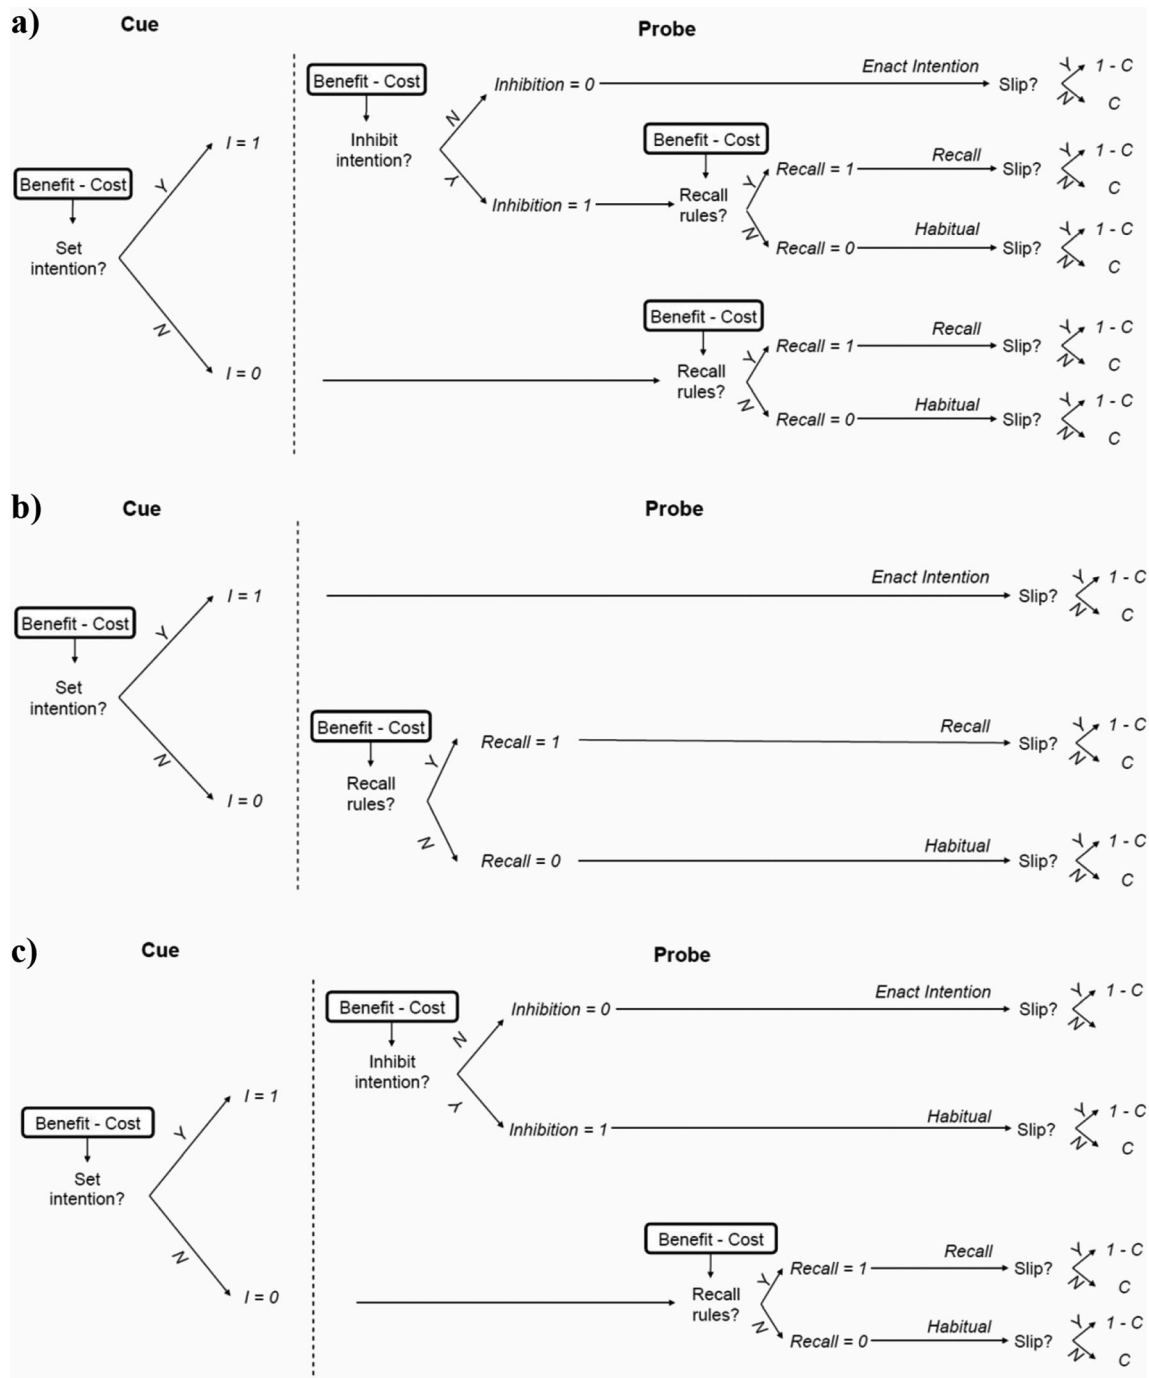 a)
Cue
Probe
Benefit - Cost
Set
intention?
Y
N
I = 1
I = 0
Benefit - Cost
Inhibit
intention?
N
Y
Inhibition = 0
Enact Intention
Slip?
Y
N
1 - C
C
Inhibition = 1
Benefit - Cost
Recall
rules?
Y
N
Recall = 1
Recall
Slip?
Y
N
1 - C
C
Recall = 0
Habitual
Slip?
Y
N
1 - C
C
Benefit - Cost
Recall
rules?
Y
N
Recall = 1
Recall
Slip?
Y
N
1 - C
C
Recall = 0
Habitual
Slip?
Y
N
1 - C
C
b)
Cue
Probe
Benefit - Cost
Set
intention?
Y
N
I = 1
I = 0
Enact Intention
Slip?
Y
N
1 - C
C
Benefit - Cost
Recall
rules?
Y
N
Recall = 1
Recall
Slip?
Y
N
1 - C
C
Recall = 0
Habitual
Slip?
Y
N
1 - C
C
c)
Cue
Probe
Benefit - Cost
Set
intention?
Y
N
I = 1
I = 0
Benefit - Cost
Inhibit
intention?
N
Y
Inhibition = 0
Enact Intention
Slip?
Y
N
1 - C
Inhibition = 1
Habitual
Slip?
Y
N
1 - C
C
Benefit - Cost
Recall
rules?
Y
N
Recall = 1
Recall
Slip?
Y
N
1 - C
C
Recall = 0
Habitual
Slip?
Y
N
1 - C
C